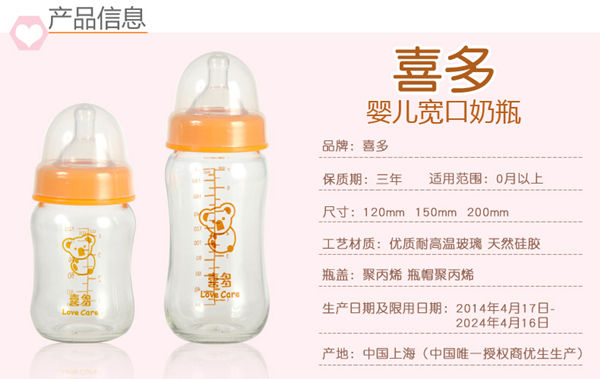 产品信息
喜多
婴儿宽口奶瓶
品牌：喜多
保质期：三年 适用范围：0月以上
尺寸：120mm 150mm 200mm
工艺材质：优质耐高温玻璃 天然硅胶
瓶盖：聚丙烯 瓶帽聚丙烯
生产日期及限用日期：2014年4月17日-
2024年4月16日
产地：中国上海（中国唯一授权商优生生产）
喜多
Love Care
喜多
Love Care